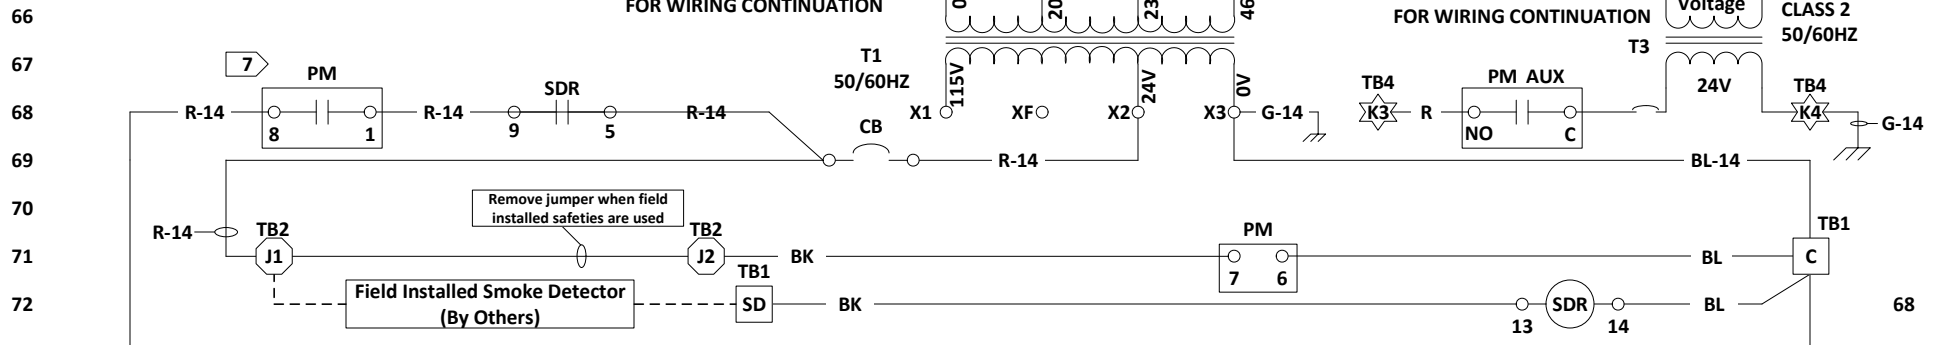 66 FOR WIRING CONTINUATION 20 23 46 FOR WIRING CONTINUATION Voltage CLASS 2
50/60HZ
67 7 PM T1 T3
50/60HZ 115V 24V 0V TB4 PM AUX 24V TB4
68 R-14 8 1 R-14 SDR 9 5 R-14 X1 XF X2 X3 G-14 K3 R NO C K4 G-14
CB
69 R-14 BL-14
70 Remove jumper when field
installed safeties are used
R-14 TB2 TB2 PM TB1
71 J1 J2 BK 7 6 BL C
TB1
72 Field Installed Smoke Detector
(By Others) SD BK 13 SDR 14 BL 68